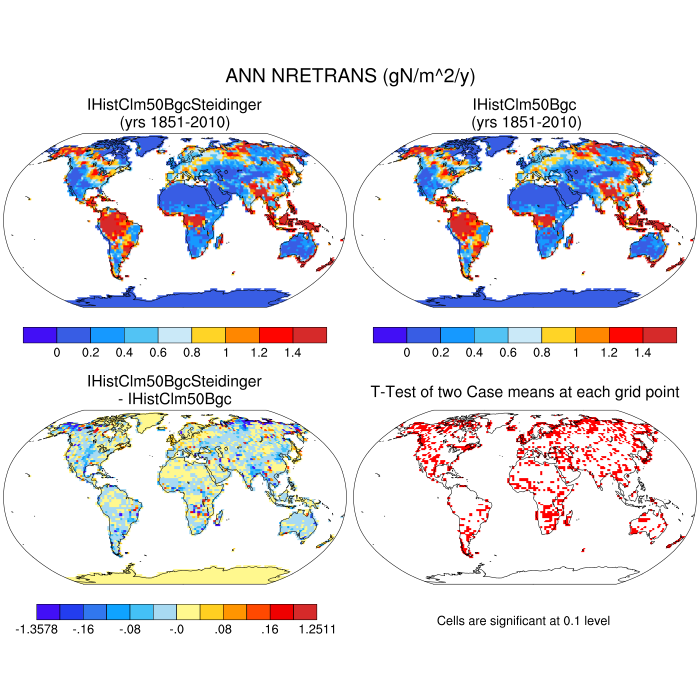 ANN NRETRANS (gN/m^2/y)
IHistClm50BgcSteidinger
(yrs 1851-2010)
IHistClm50Bgc
(yrs 1851-2010)
0 0.2 0.4 0.6 0.8 1 1.2 1.4
0 0.2 0.4 0.6 0.8 1 1.2 1.4
IHistClm50BgcSteidinger
- IHistClm50Bgc
T-Test of two Case means at each grid point
-1.3578 -.16 -.08 -.0 .08 .16 1.2511
Cells are significant at 0.1 level